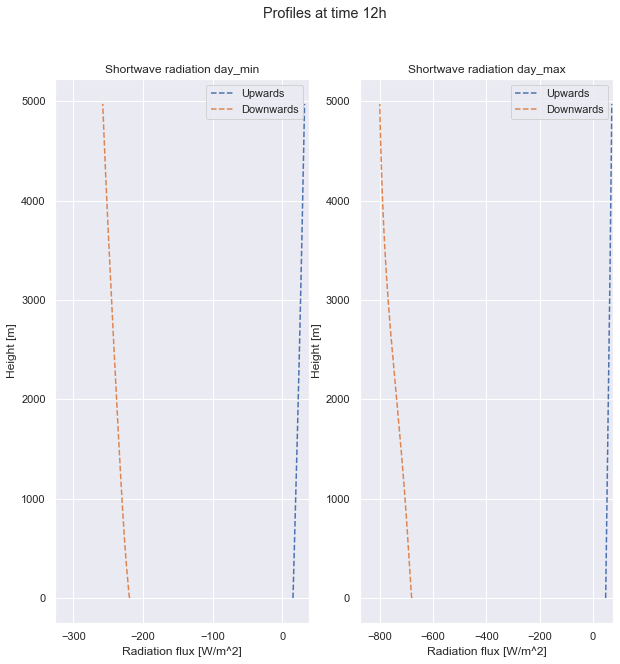 Profiles at time 12h
Shortwave radiation day_min
Upwards
Downwards
5000
4000
3000
2000
1000
0
Height [m]
−300
−200
−100
0
Radiation flux [W/m^2]
Shortwave radiation day_max
Upwards
Downwards
5000
4000
3000
2000
1000
0
Height [m]
−800
−600
−400
−200
0
Radiation flux [W/m^2]